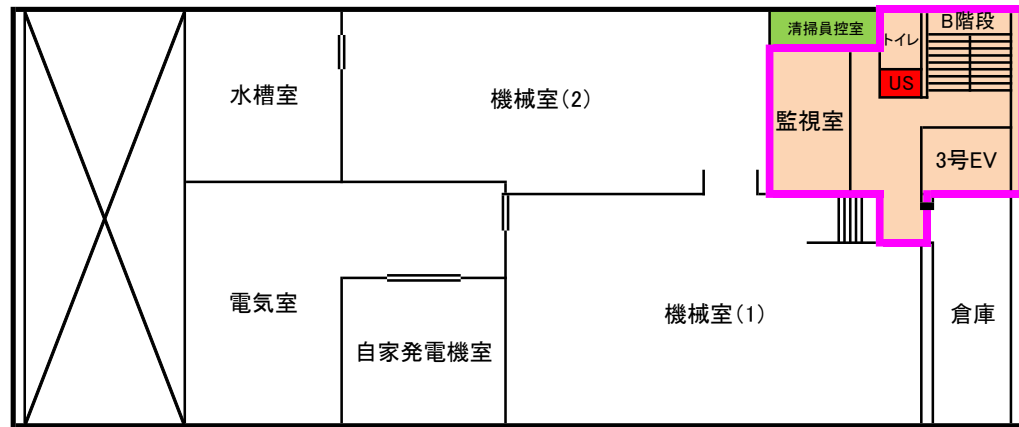 清掃員控室
B階段
トイレ
US
水槽室
機械室(2)
監視室
3号EV
電気室
機械室(1)
倉庫
自家発電機室